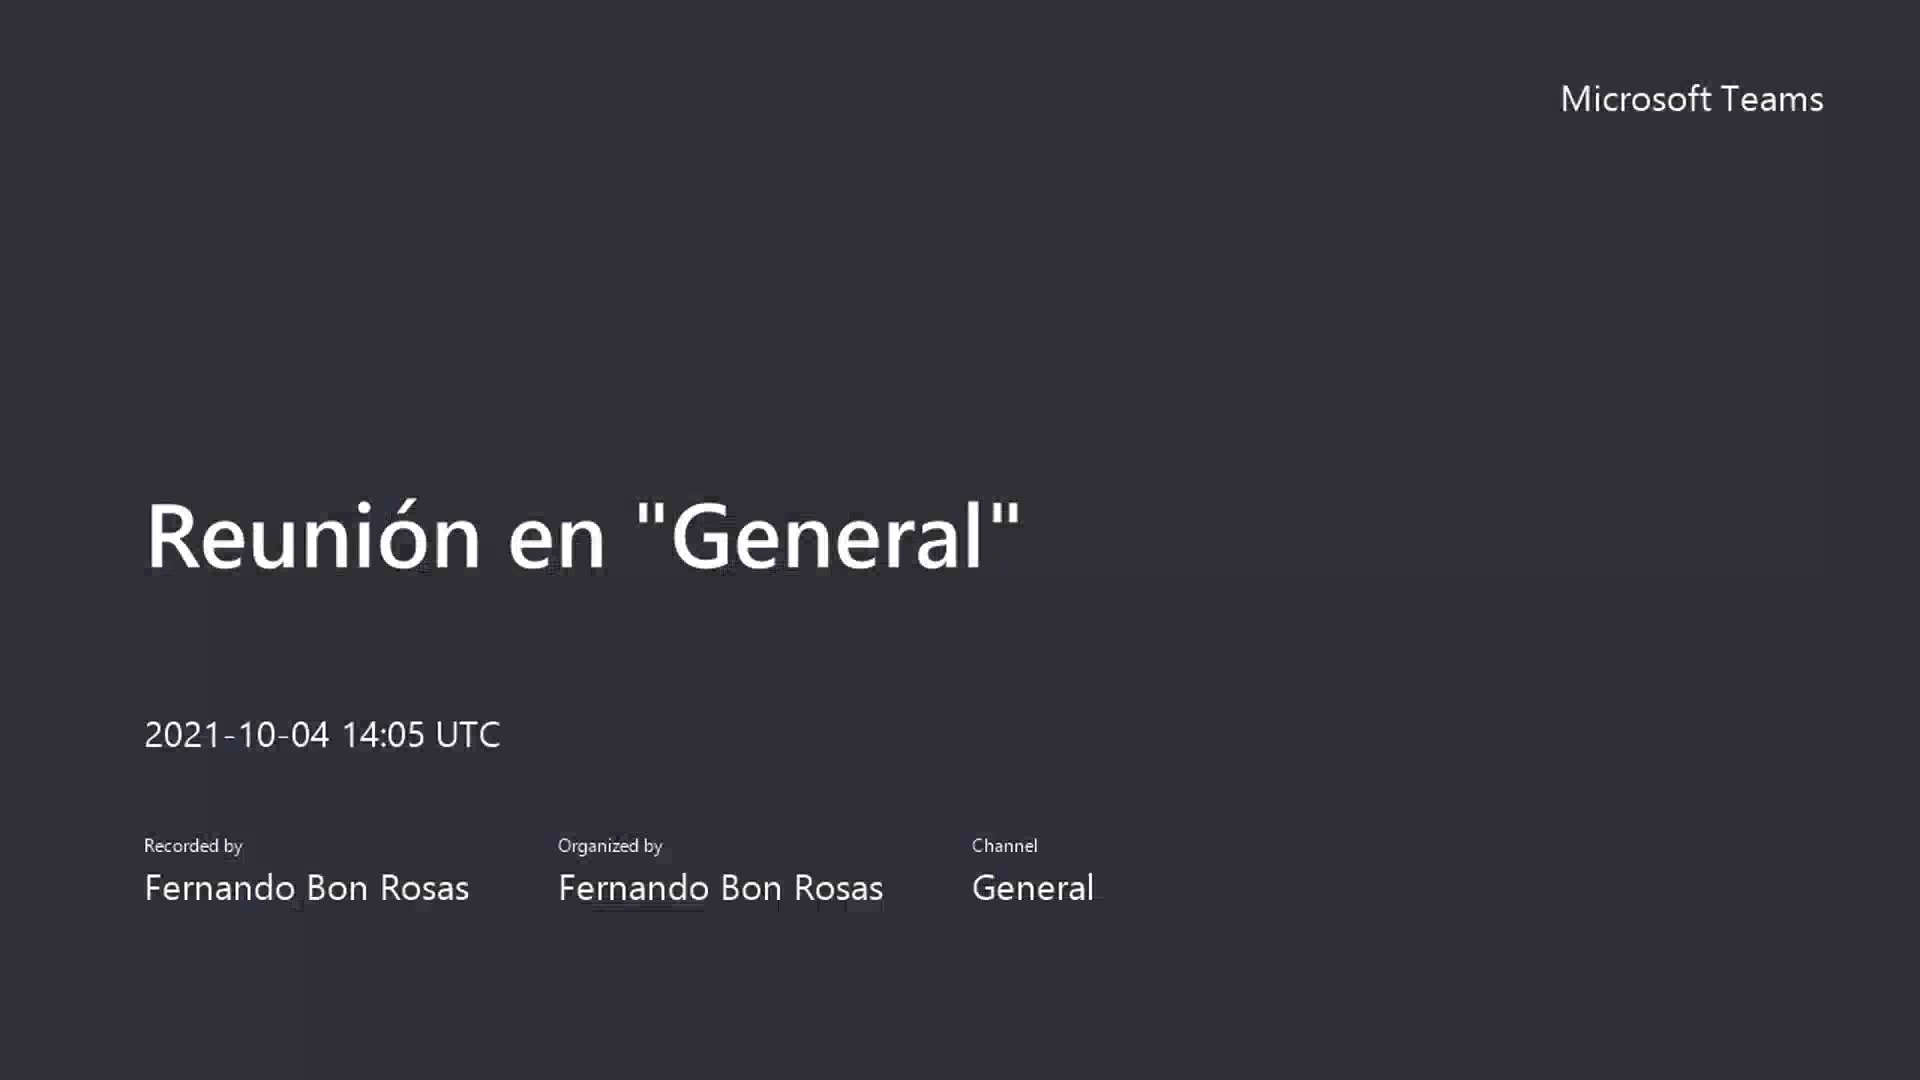 Microsoft Teams
Reunión en "General"
2021-10-04 14:05 UTC
Recorded by
Fernando Bon Rosas
Organized by
Fernando Bon Rosas
Channel
General